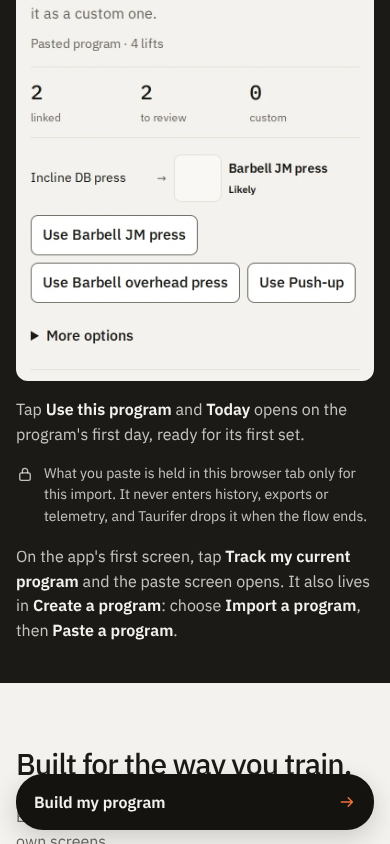 it as a custom one.
Pasted program · 4 lifts
2
linked
2
to review
0
custom
Incline DB press
→
Barbell JM press
Likely
Use Barbell JM press
Use Barbell overhead press
Use Push-up
▶ More options
Tap Use this program and Today opens on the
program's first day, ready for its first set.
What you paste is held in this browser tab only for
this import. It never enters history, exports or
telemetry, and Taurifer drops it when the flow ends.
On the app's first screen, tap Track my current
program and the paste screen opens. It also lives
in Create a program: choose Import a program,
then Paste a program.
Built for the way you train.
Build my program →
own screens.